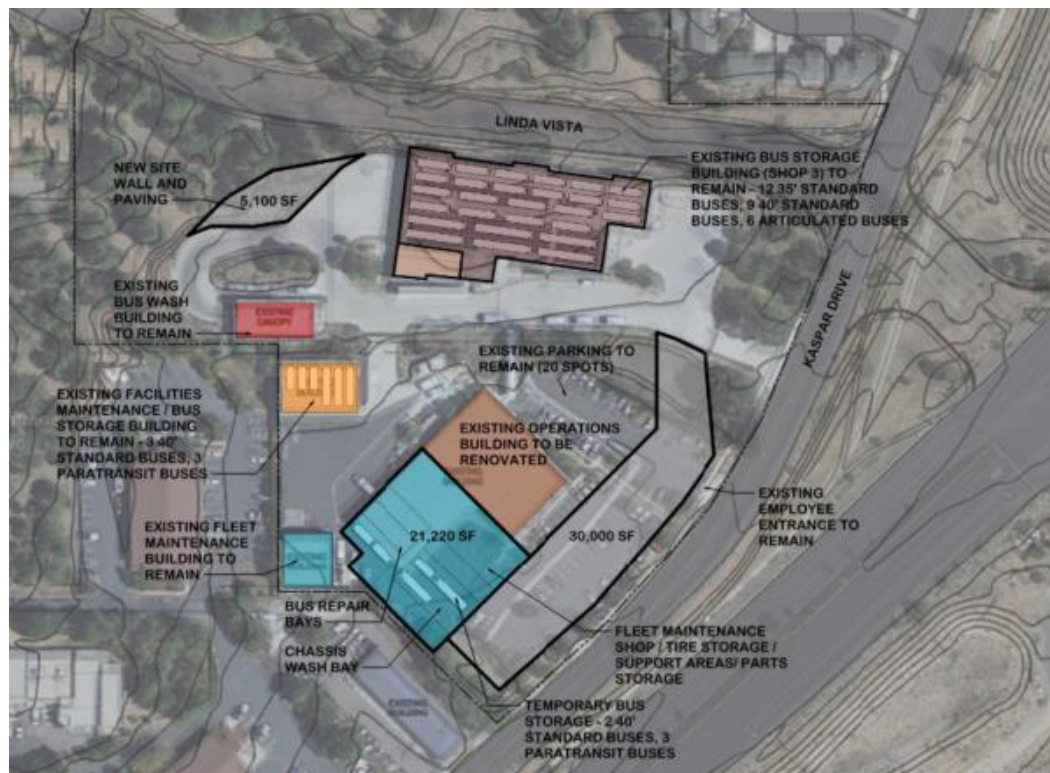 LINDA VISTA
NEW SITE
WALL AND
PAVING
5,100 SF
EXISTING BUS STORAGE
BUILDING (SHOP 3) TO
REMAIN - 12 35' STANDARD
BUSES, 9 40' STANDARD
BUSES, 6 ARTICULATED BUSES
EXISTING
BUS WASH
BUILDING
TO REMAIN
EXISTING
CANOPY
KASPAR DRIVE
EXISTING PARKING TO
REMAIN (20 SPOTS)
EXISTING FACILITIES
MAINTENANCE / BUS
STORAGE BUILDING
TO REMAIN - 3 40'
STANDARD BUSES, 3
PARATRANSIT BUSES
EXISTING OPERATIONS
BUILDING TO BE
RENOVATED
EXISTING
BUILDING
EXISTING
EMPLOYEE
ENTRANCE TO
REMAIN
EXISTING FLEET
MAINTENANCE
BUILDING TO
REMAIN
21,220 SF
30,000 SF
BUS REPAIR
BAYS
CHASSIS
WASH BAY
FLEET MAINTENANCE
SHOP / TIRE STORAGE /
SUPPORT AREAS/ PARTS
STORAGE
TEMPORARY BUS
STORAGE - 2 40'
STANDARD BUSES, 3
PARATRANSIT BUSES
EXISTING
BUILDING